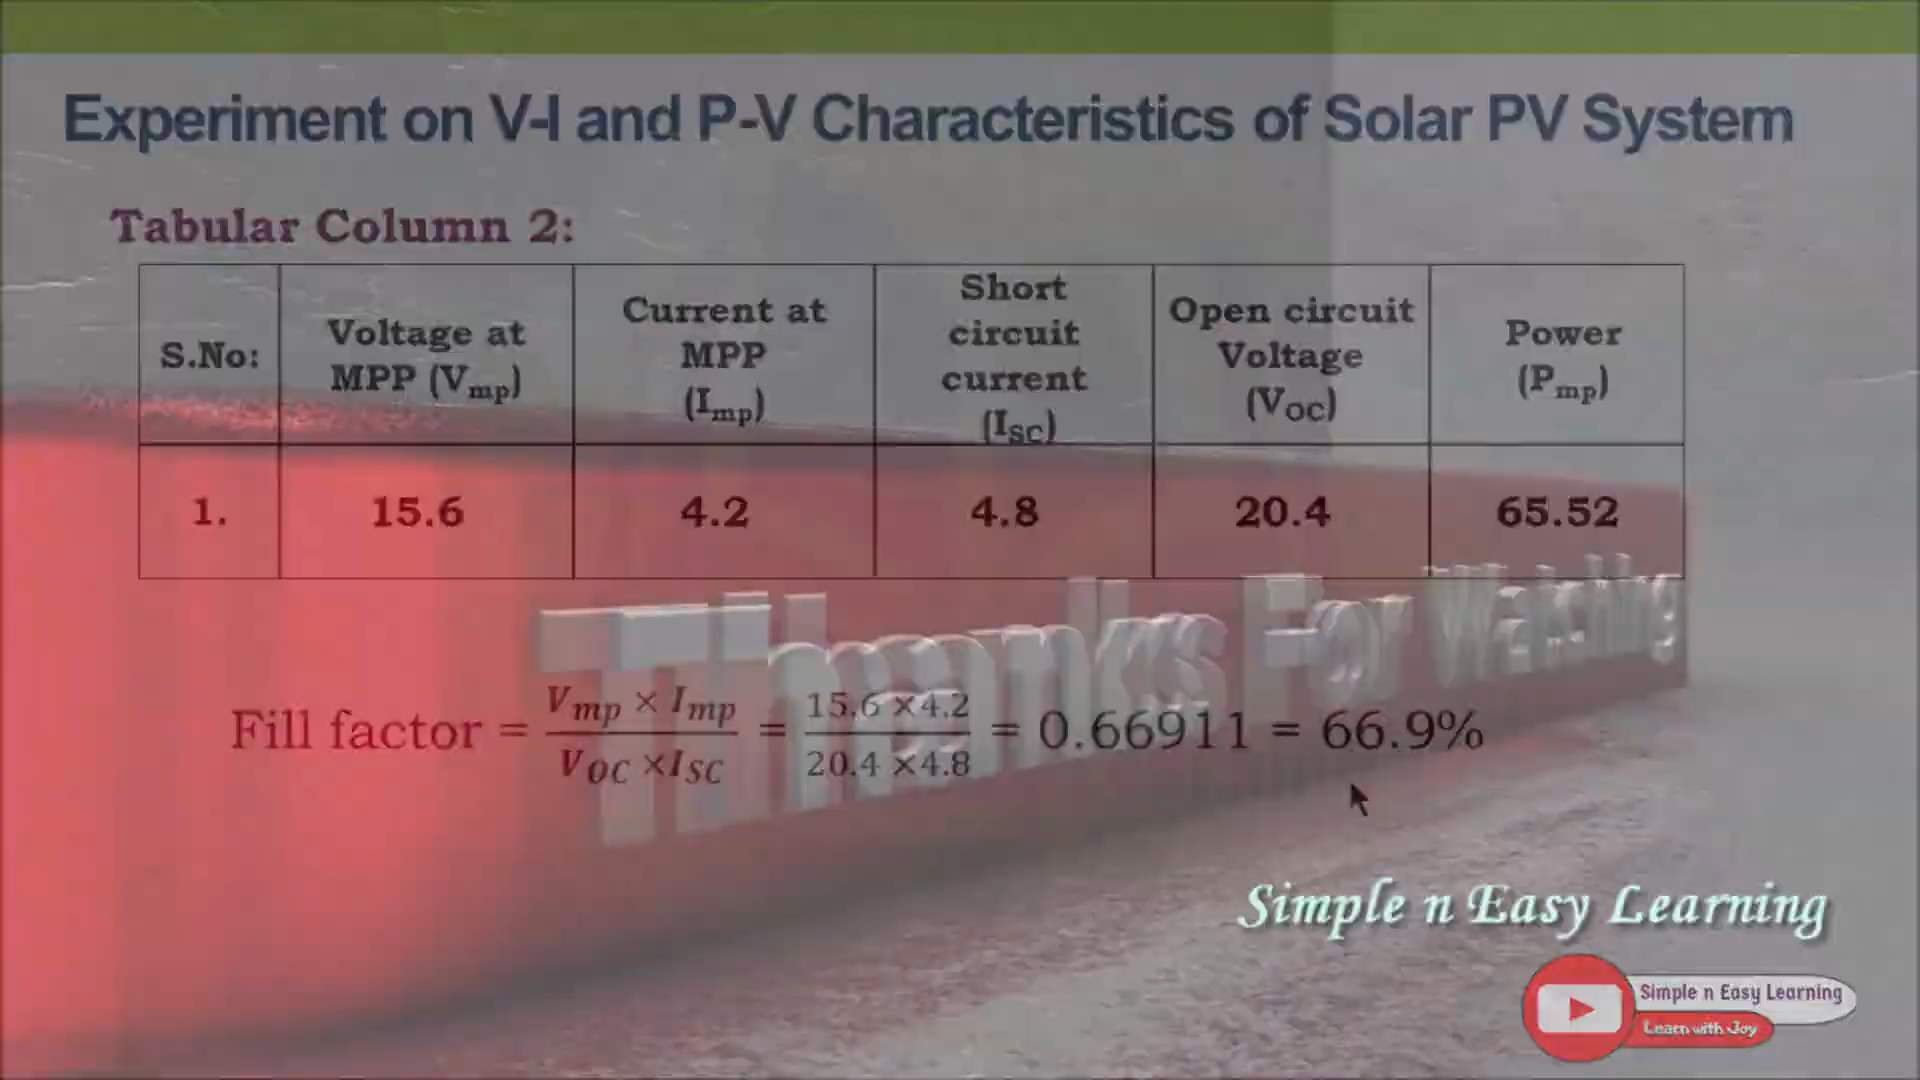 Experiment on V-I and P-V Characteristics of Solar PV System
Tabular Column 2:
S.No: Voltage at MPP (Vmp) Current at MPP (Imp) Short circuit current (ISC) Open circuit Voltage (VOC) Power (Pmp)
1. 15.6 4.2 4.8 20.4 65.52
Thanks For Watching
Fill factor = Vmp × Imp / VOC ×ISC = 15.6 ×4.2 / 20.4 ×4.8 = 0.66911 = 66.9%
Simple n Easy Learning
Simple n Easy Learning
Learn with Joy